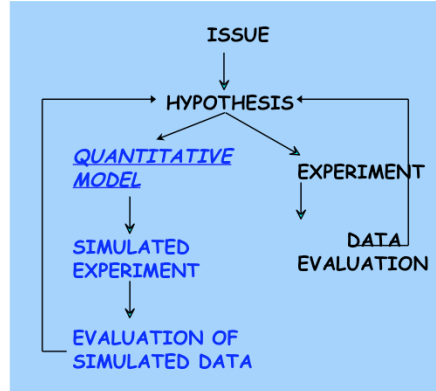 ISSUE
HYPOTHESIS
QUANTITATIVE
MODEL
EXPERIMENT
SIMULATED
EXPERIMENT
DATA
EVALUATION
EVALUATION OF
SIMULATED DATA